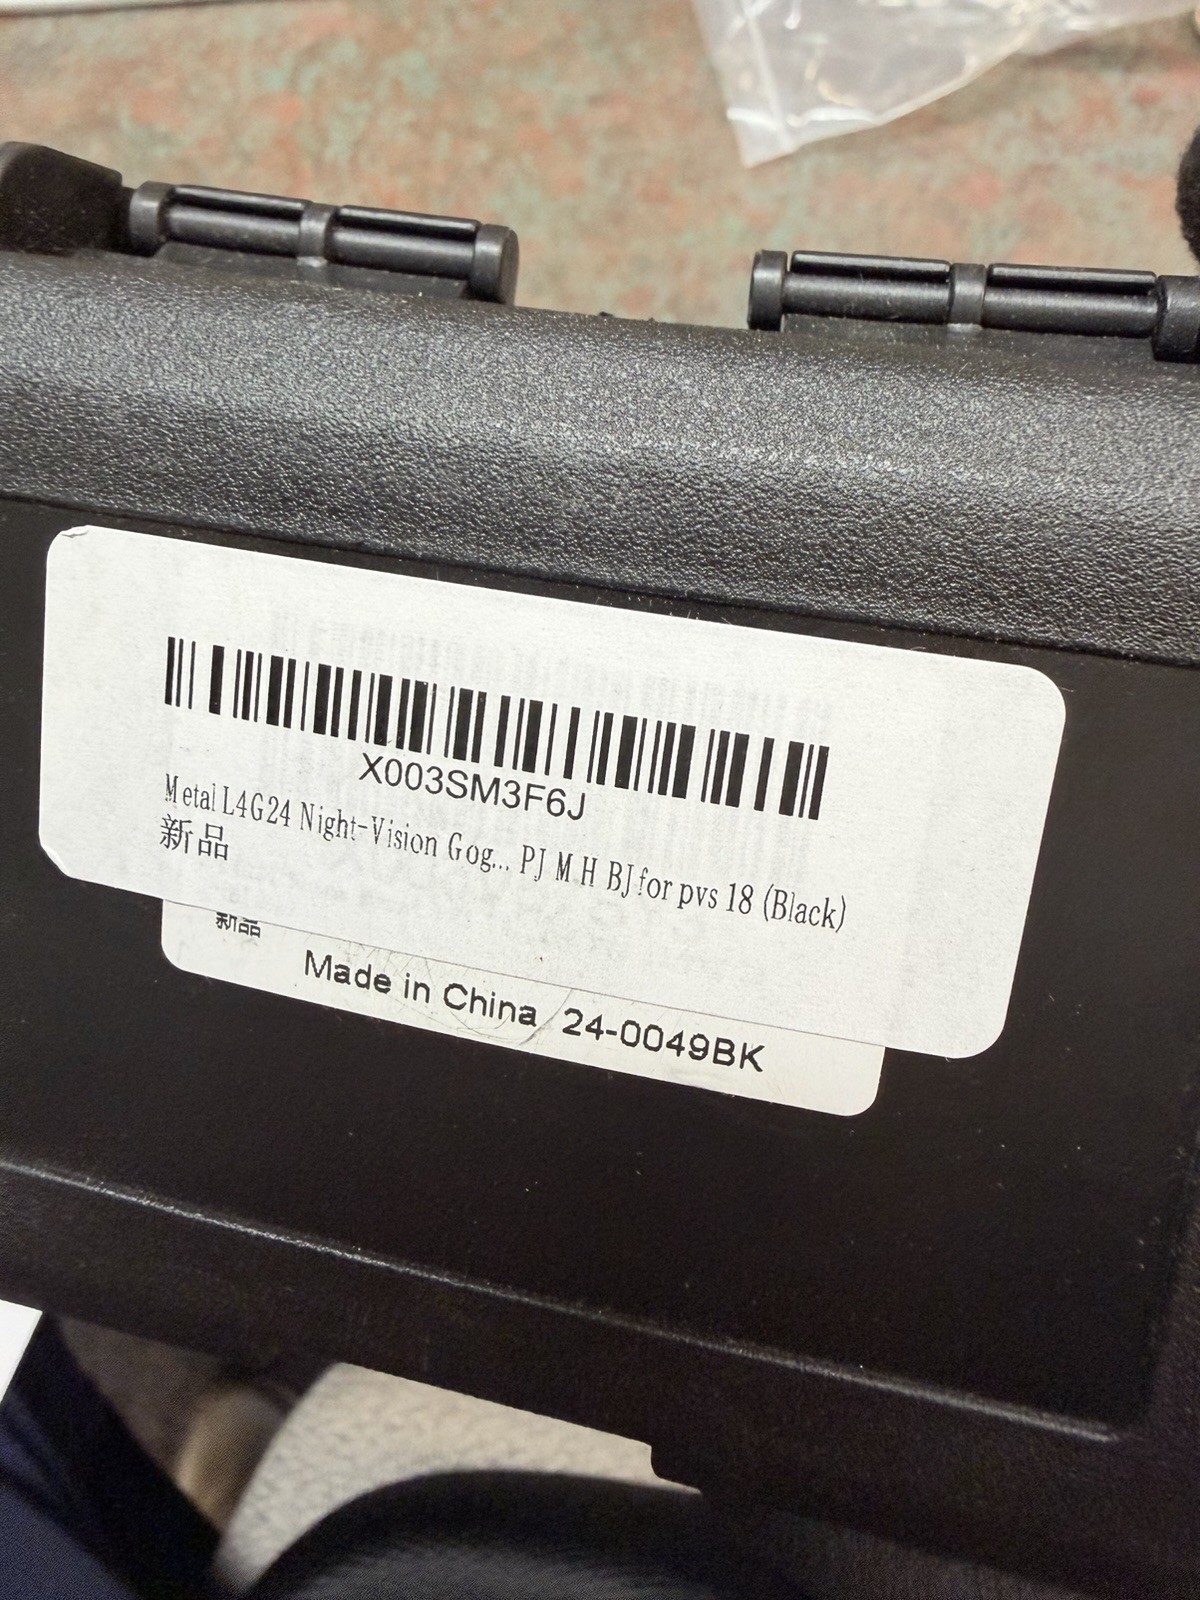 X003SM3F6J
Metal L4G24 Night-Vision Gog... PJ M H BJ for pvs 18 (Black)
新品
新品
Made in China 24-0049BK